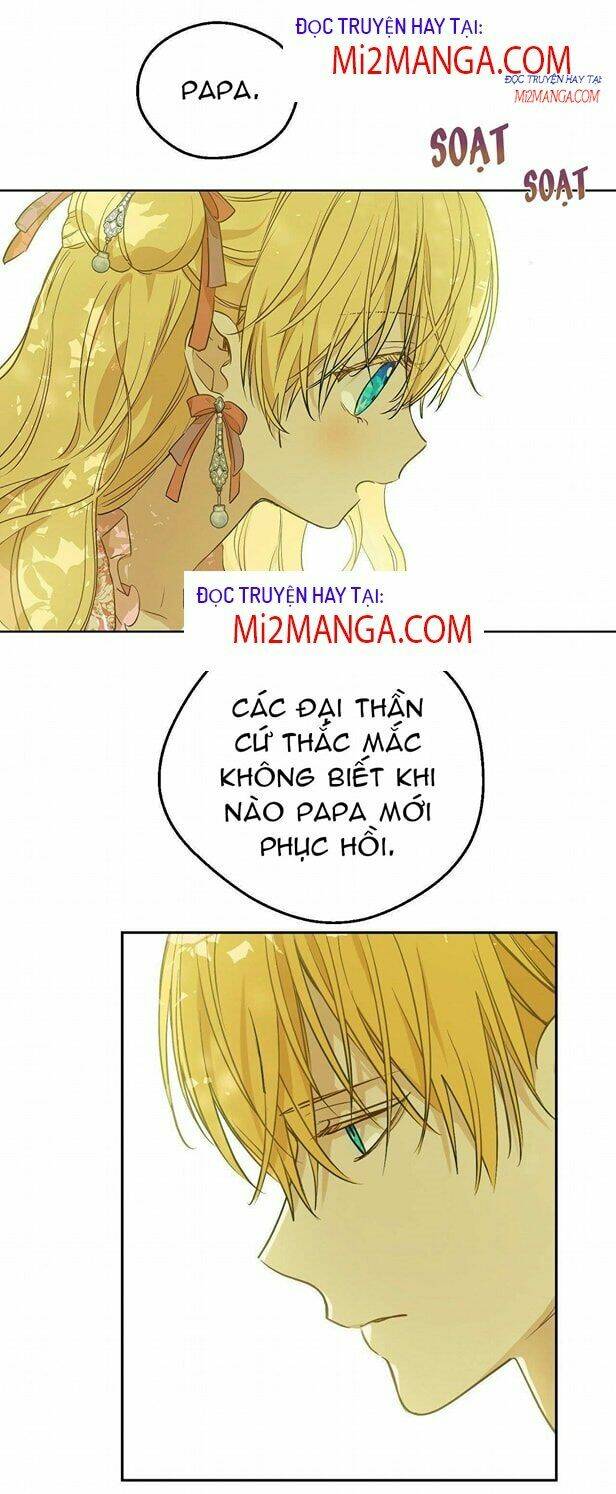 ĐỌC TRUYỆN HAY TẠI:
Mi2MANGA.COM
ĐỌC TRUYỆN HAY TẠI:
Mi2MANGA.COM
PAPA.
SOẠT
SOẠT
ĐỌC TRUYỆN HAY TẠI:
Mi2MANGA.COM
CÁC ĐẠI THẦN
CỨ THẮC MẮC
KHÔNG BIẾT KHI
NÀO PAPA MỚI
PHỤC HỒI.